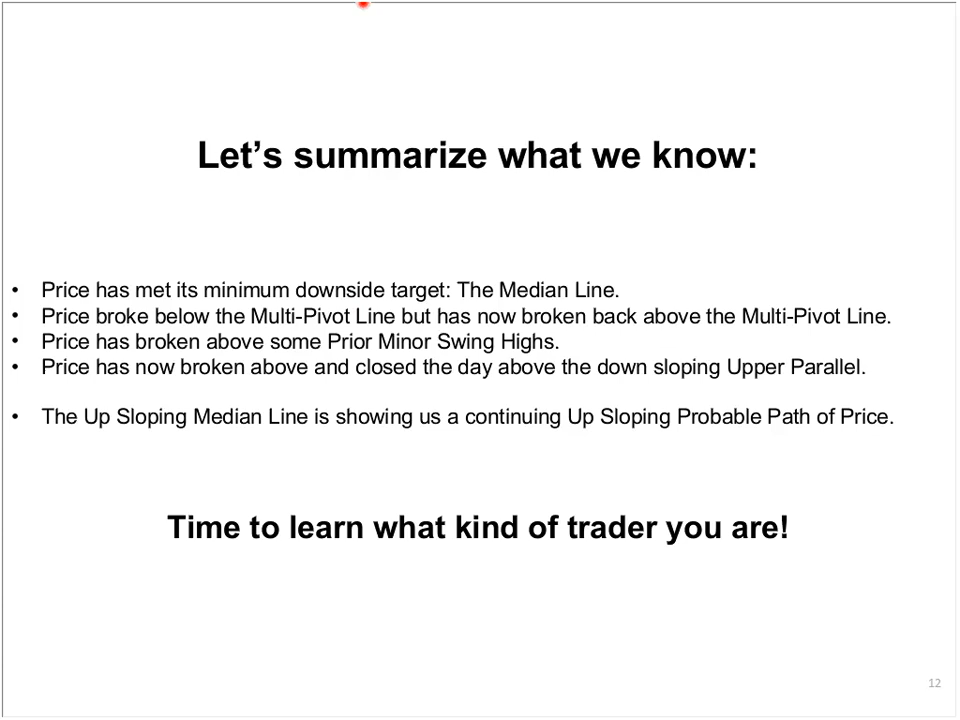 Let’s summarize what we know:
• Price has met its minimum downside target: The Median Line.
• Price broke below the Multi-Pivot Line but has now broken back above the Multi-Pivot Line.
• Price has broken above some Prior Minor Swing Highs.
• Price has now broken above and closed the day above the down sloping Upper Parallel.
• The Up Sloping Median Line is showing us a continuing Up Sloping Probable Path of Price.
Time to learn what kind of trader you are!
12